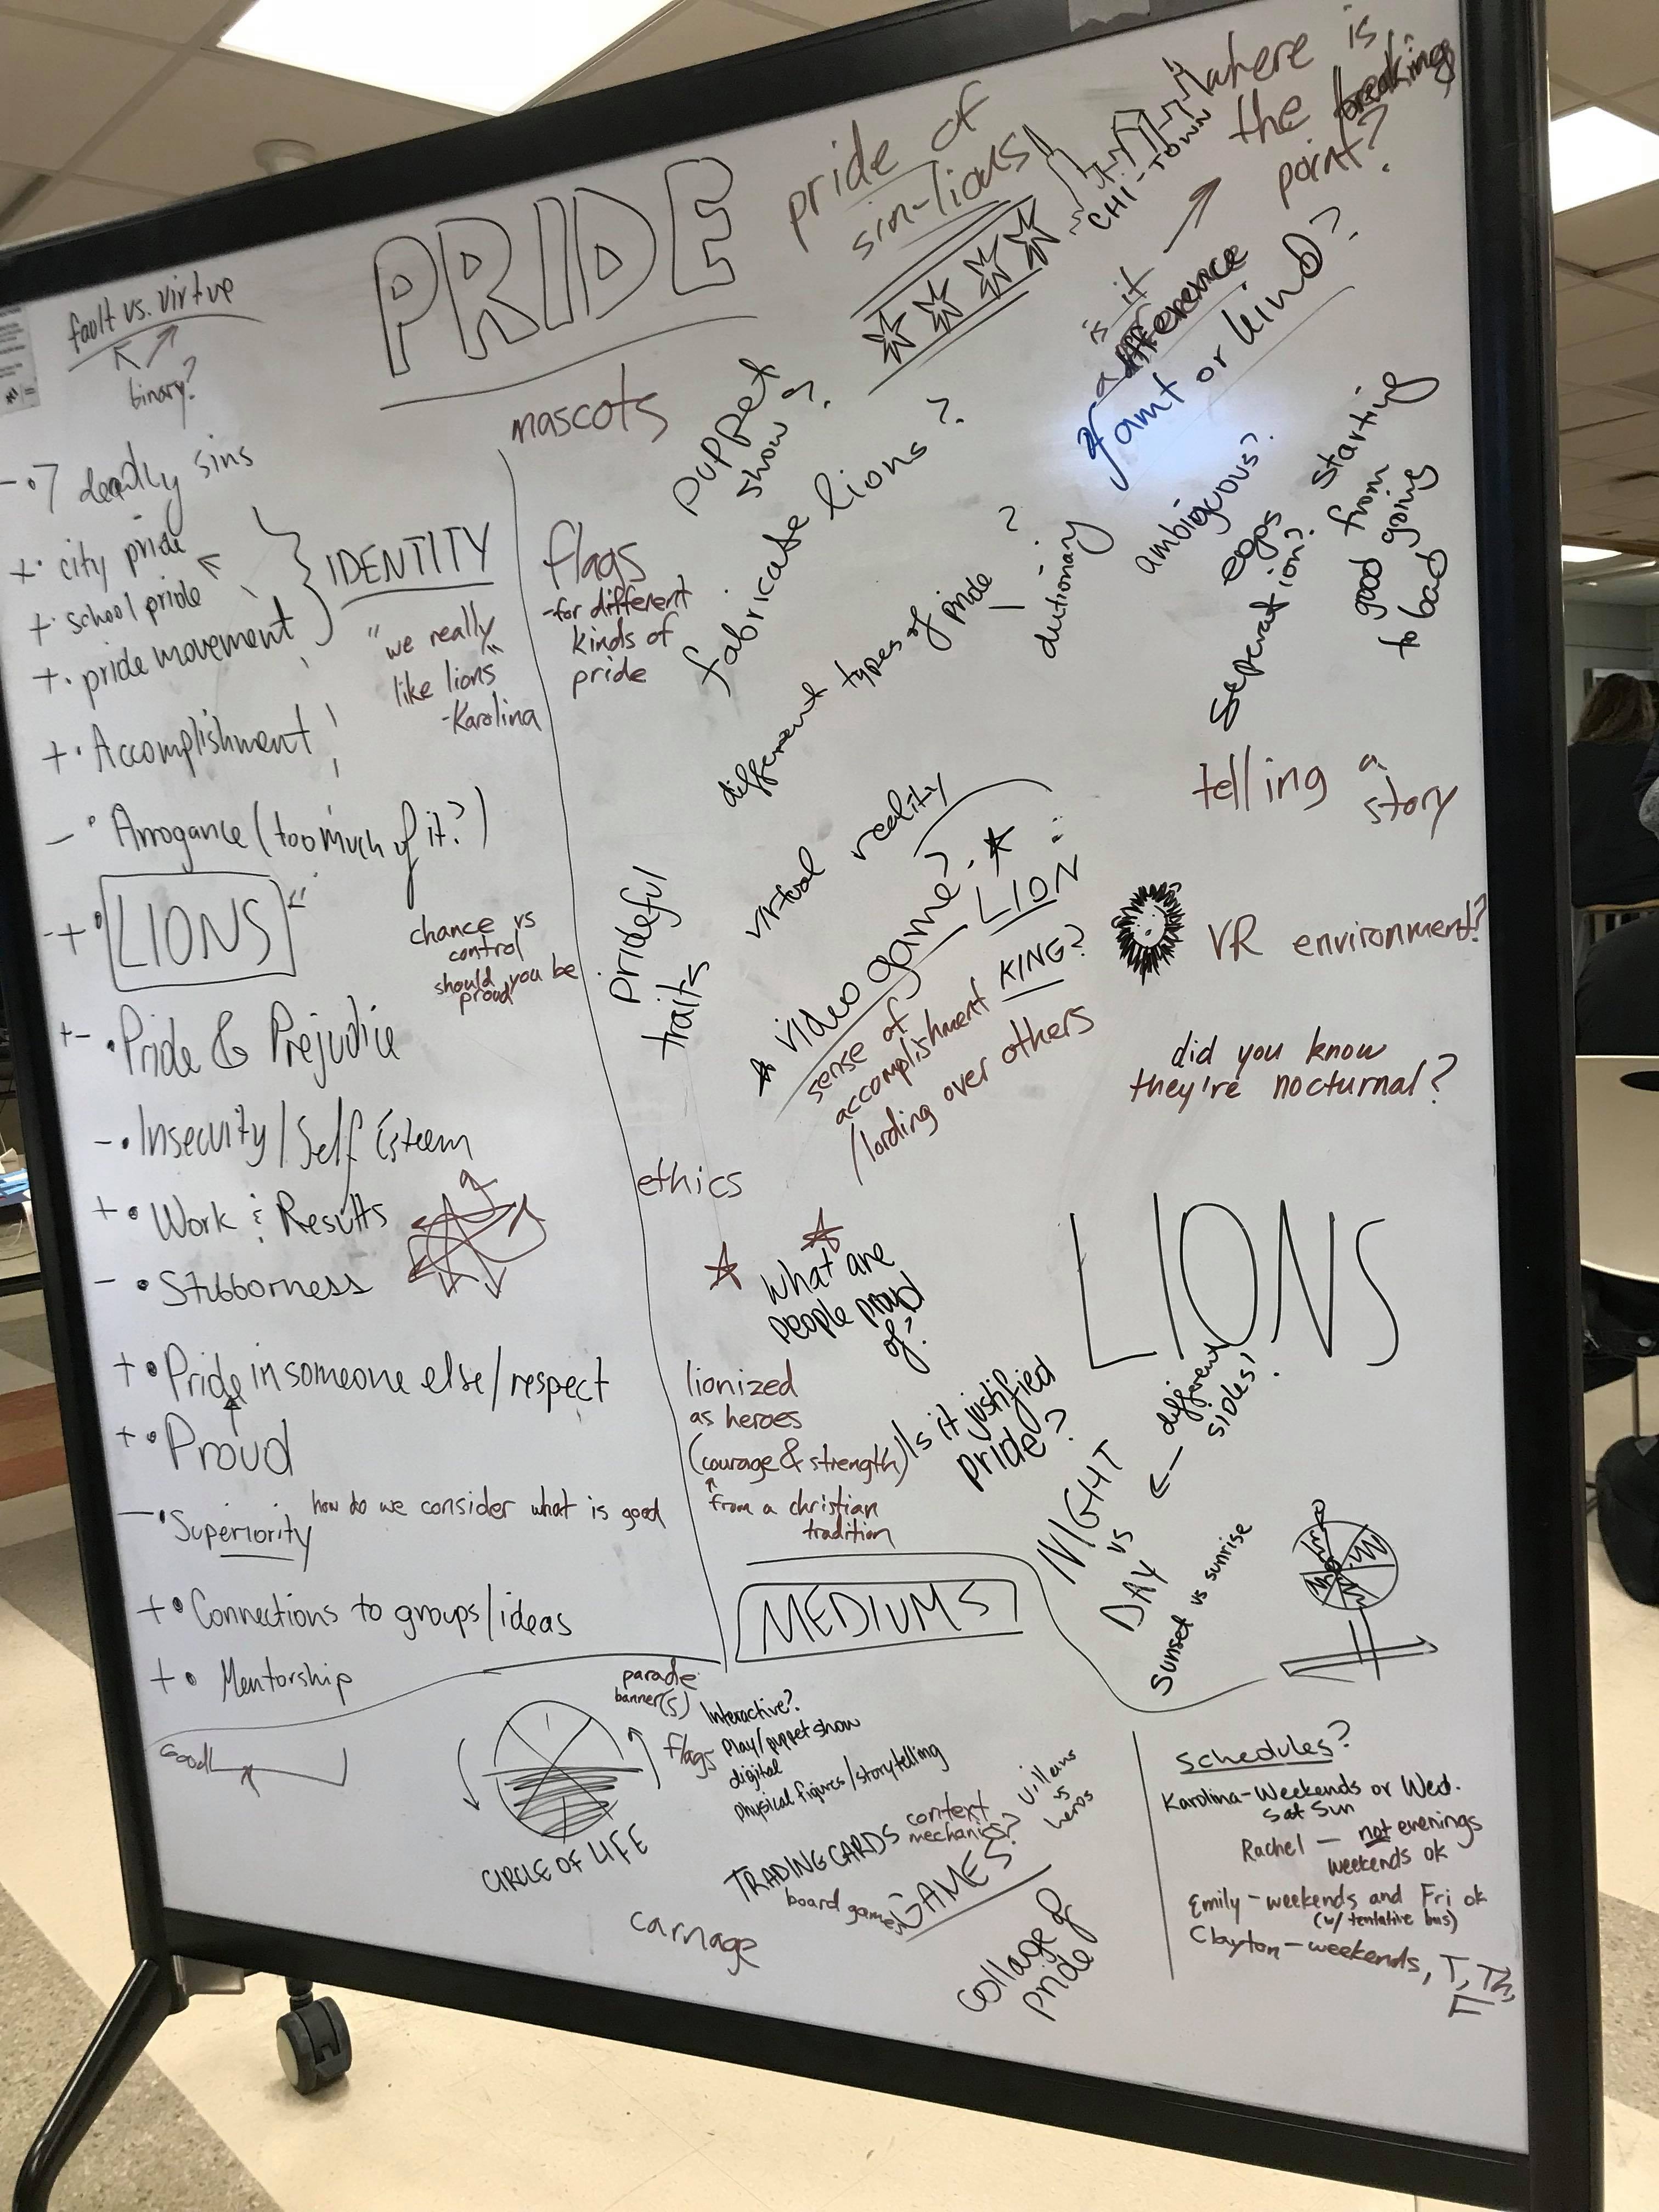 PRIDE
pride of
sin-lions!
CHI-TOWN
where is
the breaking
point?
fault vs. virtue
binary?
- • 7 deadly sins
+ • city pride
+ • school pride
+ • pride movement
IDENTITY
"we really
like lions"
-Karolina
+ • Accomplishment
- • Arrogance (too much of it?)
-+ • LIONS
chance vs
control
should you be
proud
+- • Pride & Prejudice
- • Insecurity/Self Esteem
+ • Work & Results
- • Stubborness
+ • Pride in someone else/respect
+ • Proud
- • Superiority
how do we consider what is good
+ • Connections to groups/ideas
+ • Mentorship
Good
mascots
flags
-for different
kinds of
pride
puppet
show?
fabricate lions?
different types of pride?
dictionary
is it
a difference
of amt or kind?
ambiguous?
egos
separation?
starting
good from
going
to bad
Prideful
traits
virtual reality
* video game? *
LION
KING?
sense of
accomplishment
/lording over others
telling a
story
VR environment?
did you know
they're nocturnal?
ethics
What are
people proud
of?
LIONS
lionized
as heroes
(courage & strength)
from a christian
tradition
Is it justified
pride?
different
sides!
NIGHT
vs
DAY
sunset vs sunrise
MEDIUMS
parade
banner(s)
flags
Interactive?
play/puppet show
digital
physical figures/storytelling
CIRCLE OF LIFE
TRADING CARDS
context
mechanics?
villans
vs
heros
board games
GAMES
carnage
collage of
pride
schedules?
Karolina-Weekends or Wed.
Sat Sun
Rachel — not evenings
weekends ok
Emily-weekends and Fri ok
(w/ tentative bus)
Clayton-weekends, T, Th,
F